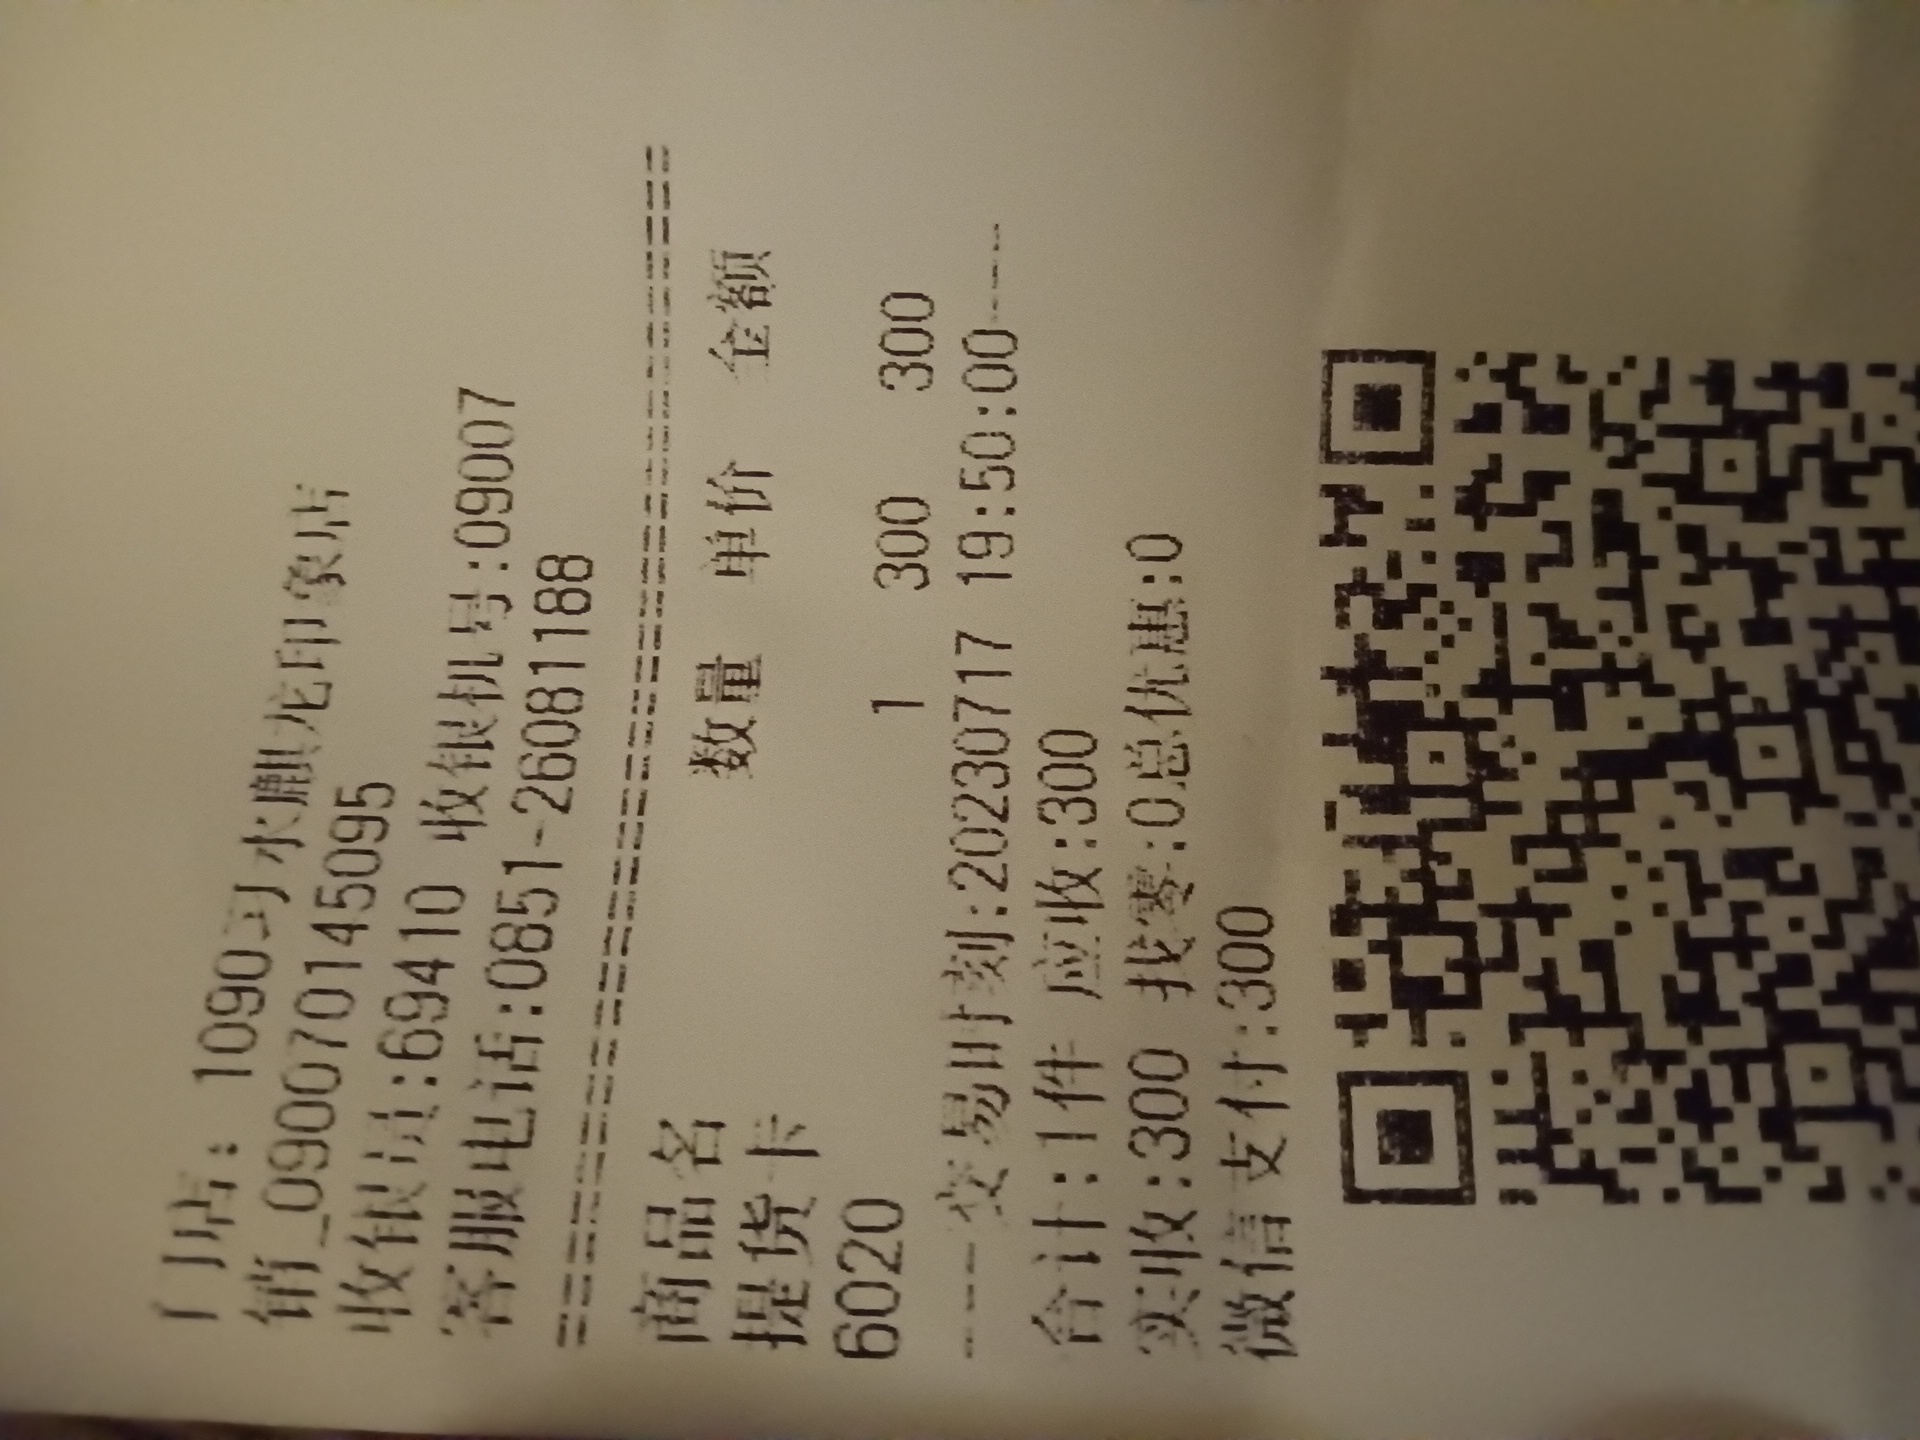 门店: 1090习水麒龙印象店
销_0900701445095
收银员:69410 收银机号:09007
客服电话:0851-26081188
================================
商品名 数量 单价 金额
提货卡
6020 1 300 300
----交易时刻:20230717 19:50:00----
合计:1件 应收:300
实收:300 找零:0总优惠:0
微信支付:300